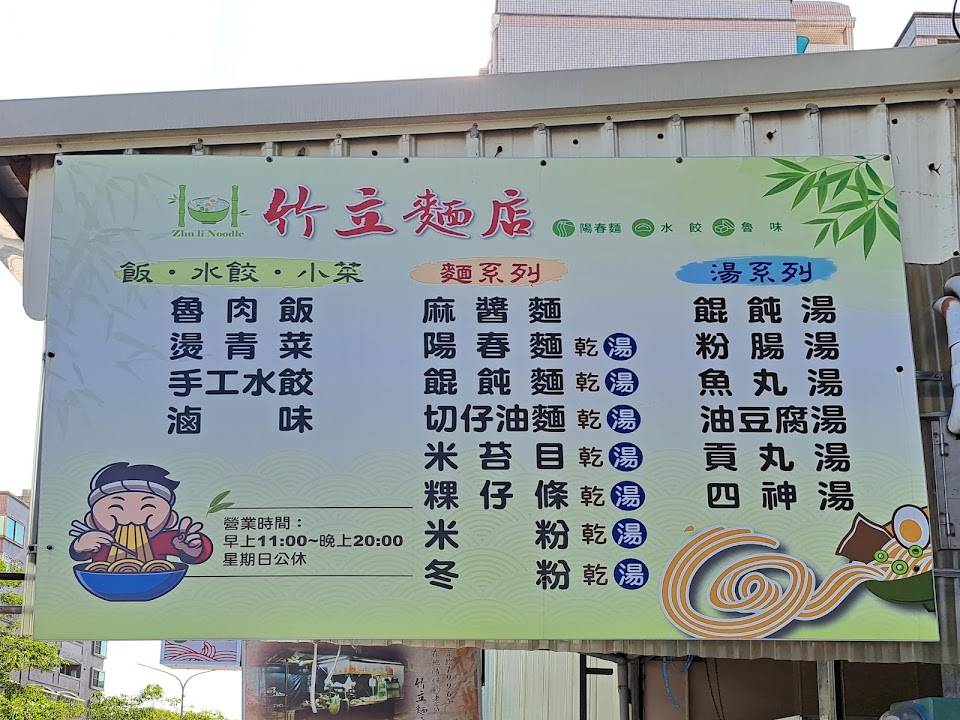 竹立麵店
Zhu li Noodle
陽春麵 水餃 魯味
飯・水餃・小菜
魯肉飯
燙青菜
手工水餃
滷味
麵系列
麻醬麵
陽春麵 乾 湯
餛飩麵 乾 湯
切仔油麵 乾 湯
米苔目 乾 湯
粿仔條 乾 湯
米粉 乾 湯
冬粉 乾 湯
湯系列
餛飩湯
粉腸湯
魚丸湯
油豆腐湯
貢丸湯
四神湯
營業時間：
早上11:00~晚上20:00
星期日公休
竹立麵